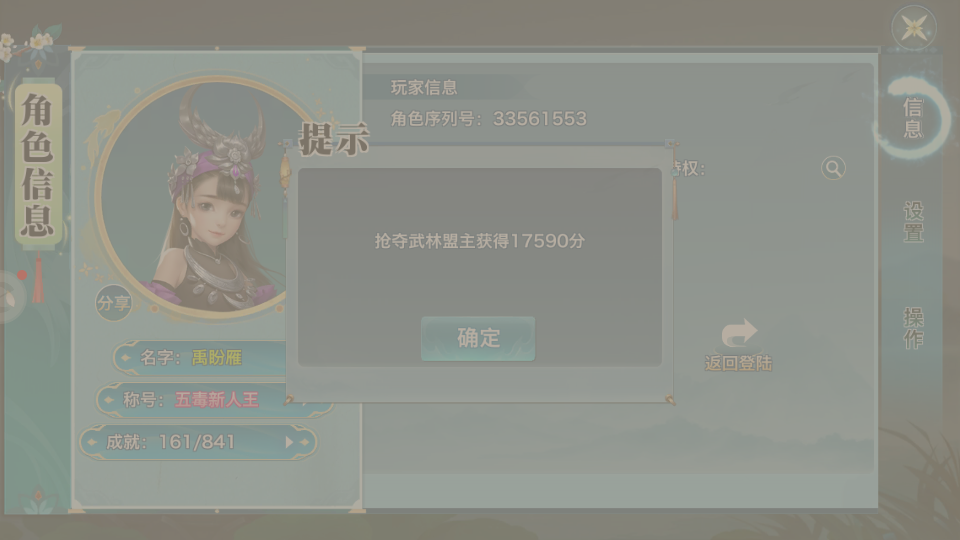 角色信息
分享
名字：禹盼雁
称号：五毒新人王
成就：161/841
玩家信息
角色序列号：33561553
特权：
提示
抢夺武林盟主获得17590分
确定
返回登陆
信息
设置
操作